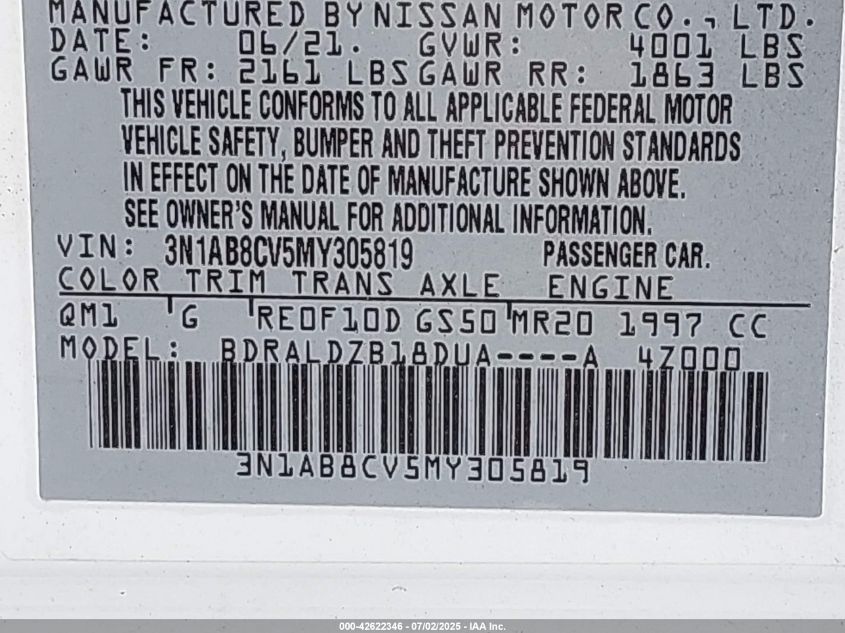 MANUFACTURED BY NISSAN MOTOR CO., LTD.
DATE: 06/21. GVWR: 4001 LBS
GAWR FR: 2161 LBS GAWR RR: 1863 LBS
THIS VEHICLE CONFORMS TO ALL APPLICABLE FEDERAL MOTOR
VEHICLE SAFETY, BUMPER AND THEFT PREVENTION STANDARDS
IN EFFECT ON THE DATE OF MANUFACTURE SHOWN ABOVE.
SEE OWNER'S MANUAL FOR ADDITIONAL INFORMATION.
VIN: 3N1AB8CV5MY305819 PASSENGER CAR.
COLOR TRIM TRANS AXLE ENGINE
QM1 G RE0F10D GS50 MR20 1997 CC
MODEL: BDRALDZB18DUA----A 4Z000
3N1AB8CV5MY305819
000-42622346 - 07/02/2025 - IAA Inc.